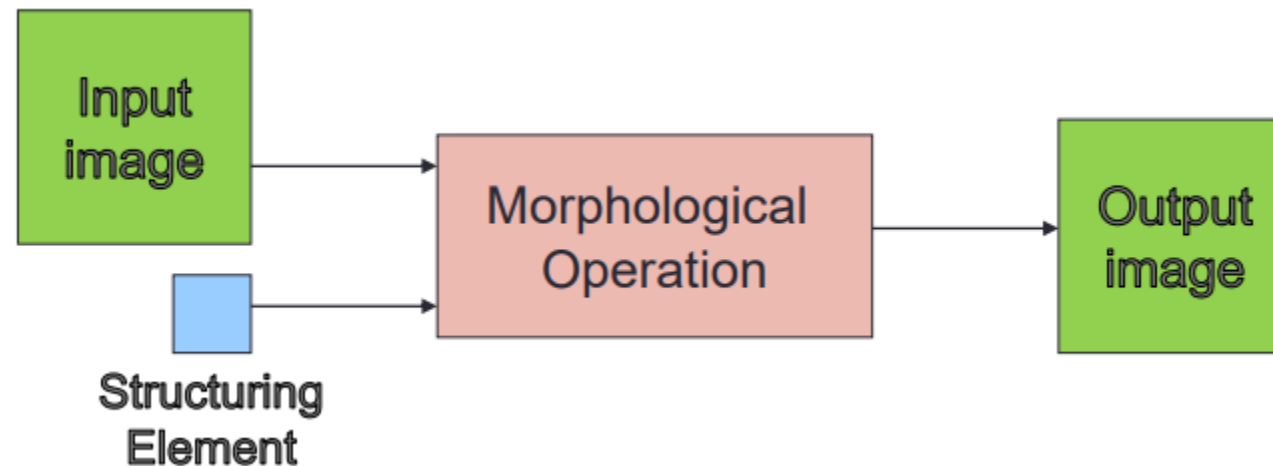 Input
image
Morphological
Operation
Output
image
Structuring
Element